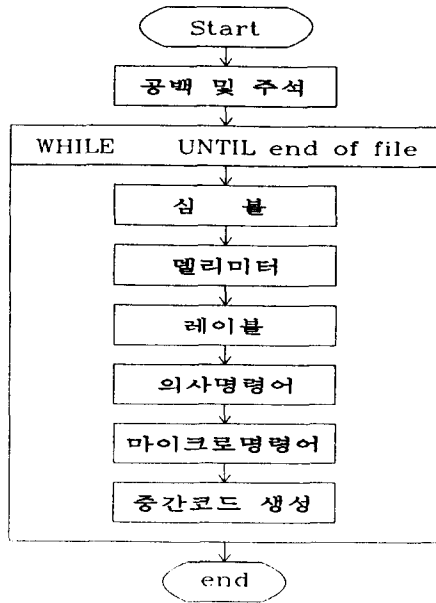 Start
공백 및 주석
WHILE UNTIL end of file
심 볼
델리미터
레이블
의사명령어
마이크로명령어
중간코드 생성
end